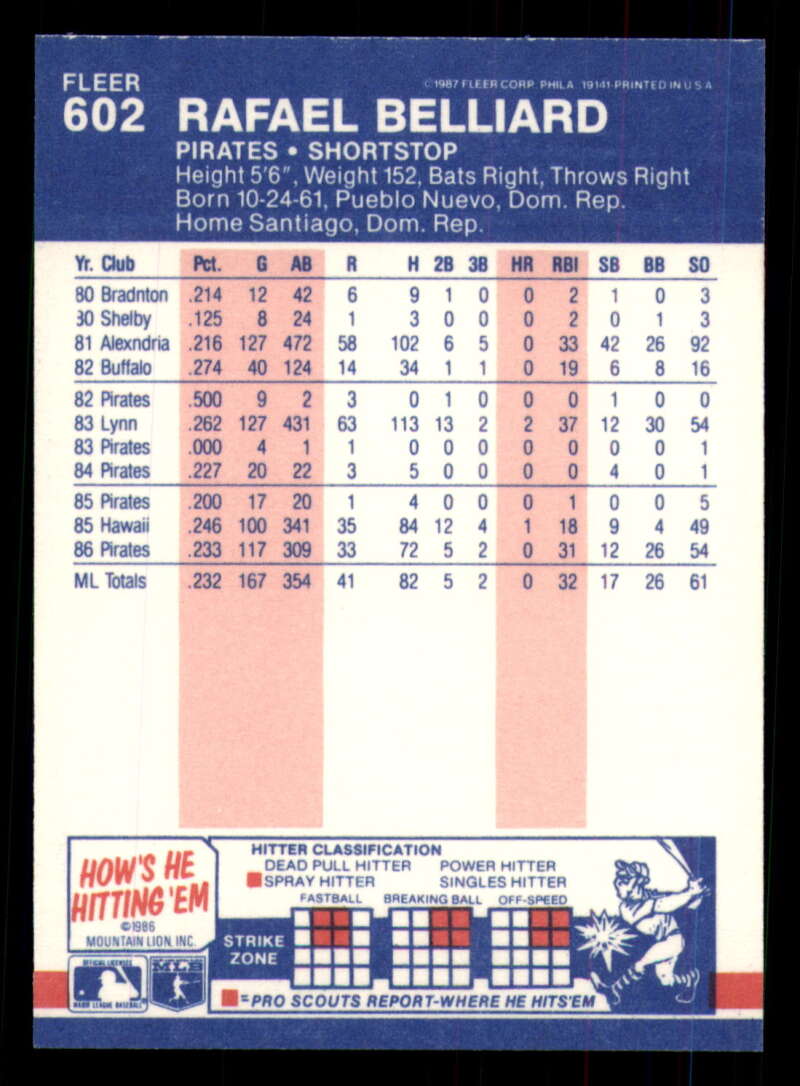 FLEER
©1987 FLEER CORP. PHILA. 19141-PRINTED IN U S A
602 RAFAEL BELLIARD
PIRATES • SHORTSTOP
Height 5'6", Weight 152, Bats Right, Throws Right
Born 10-24-61, Pueblo Nuevo, Dom. Rep.
Home Santiago, Dom. Rep.
Yr. Club Pct. G AB R H 2B 3B HR RBI SB BB SO
80 Bradnton .214 12 42 6 9 1 0 0 2 1 0 3
80 Shelby .125 8 24 1 3 0 0 0 2 0 1 3
81 Alexndria .216 127 472 58 102 6 5 0 33 42 26 92
82 Buffalo .274 40 124 14 34 1 1 0 19 6 8 16
82 Pirates .500 9 2 3 0 1 0 0 0 1 0 0
83 Lynn .262 127 431 63 113 13 2 2 37 12 30 54
83 Pirates .000 4 1 1 0 0 0 0 0 0 0 1
84 Pirates .227 20 22 3 5 0 0 0 0 4 0 1
85 Pirates .200 17 20 1 4 0 0 0 1 0 0 5
85 Hawaii .246 100 341 35 84 12 4 1 18 9 4 49
86 Pirates .233 117 309 33 72 5 2 0 31 12 26 54
ML Totals .232 167 354 41 82 5 2 0 32 17 26 61
HOW'S HE
HITTING 'EM
©1986
MOUNTAIN LION, INC.
HITTER CLASSIFICATION
DEAD PULL HITTER POWER HITTER
SPRAY HITTER SINGLES HITTER
FASTBALL BREAKING BALL OFF-SPEED
STRIKE
ZONE
=PRO SCOUTS REPORT-WHERE HE HITS'EM
OFFICIAL LICENSEE
MAJOR LEAGUE BASEBALL